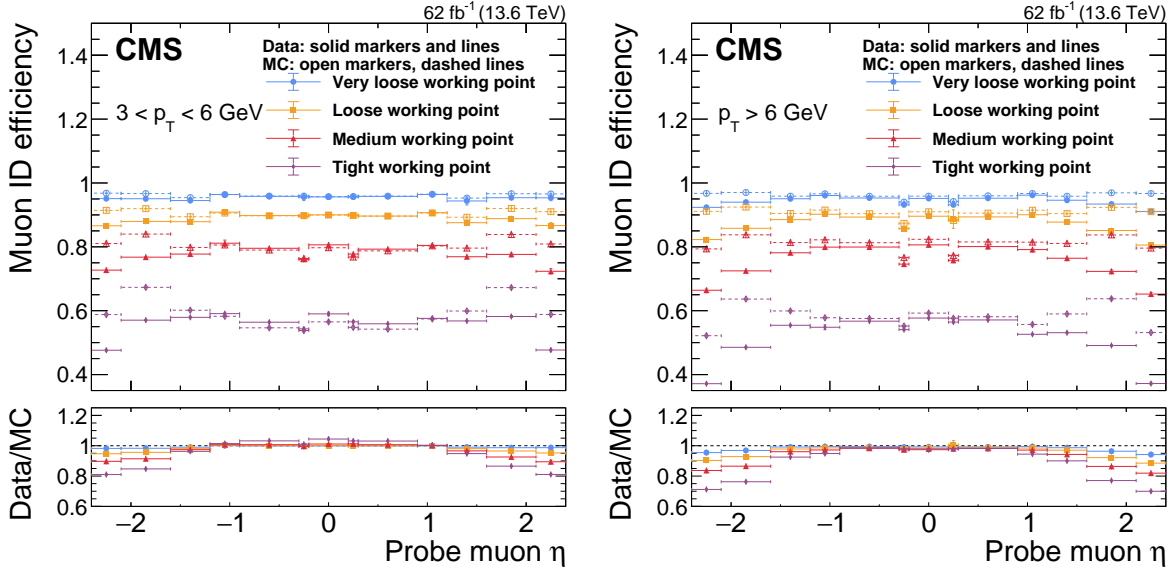 62 fb⁻¹ (13.6 TeV)
CMS
Data: solid markers and lines
MC: open markers, dashed lines
Very loose working point
Loose working point
Medium working point
Tight working point
3 < p_T < 6 GeV
Muon ID efficiency
1.4
1.2
1
0.8
0.6
0.4
Data/MC
1.2
1
0.8
0.6
−2
−1
0
1
2
Probe muon η
62 fb⁻¹ (13.6 TeV)
CMS
Data: solid markers and lines
MC: open markers, dashed lines
Very loose working point
Loose working point
Medium working point
Tight working point
p_T > 6 GeV
Muon ID efficiency
1.4
1.2
1
0.8
0.6
0.4
Data/MC
1.2
1
0.8
0.6
−2
−1
0
1
2
Probe muon η